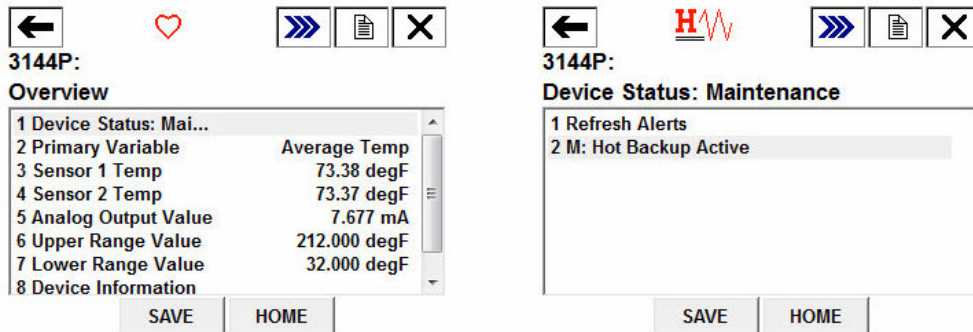 3144P:
Overview
1 Device Status: Mai...
2 Primary Variable Average Temp
3 Sensor 1 Temp 73.38 degF
4 Sensor 2 Temp 73.37 degF
5 Analog Output Value 7.677 mA
6 Upper Range Value 212.000 degF
7 Lower Range Value 32.000 degF
8 Device Information
SAVE HOME
H
3144P:
Device Status: Maintenance
1 Refresh Alerts
2 M: Hot Backup Active
SAVE HOME